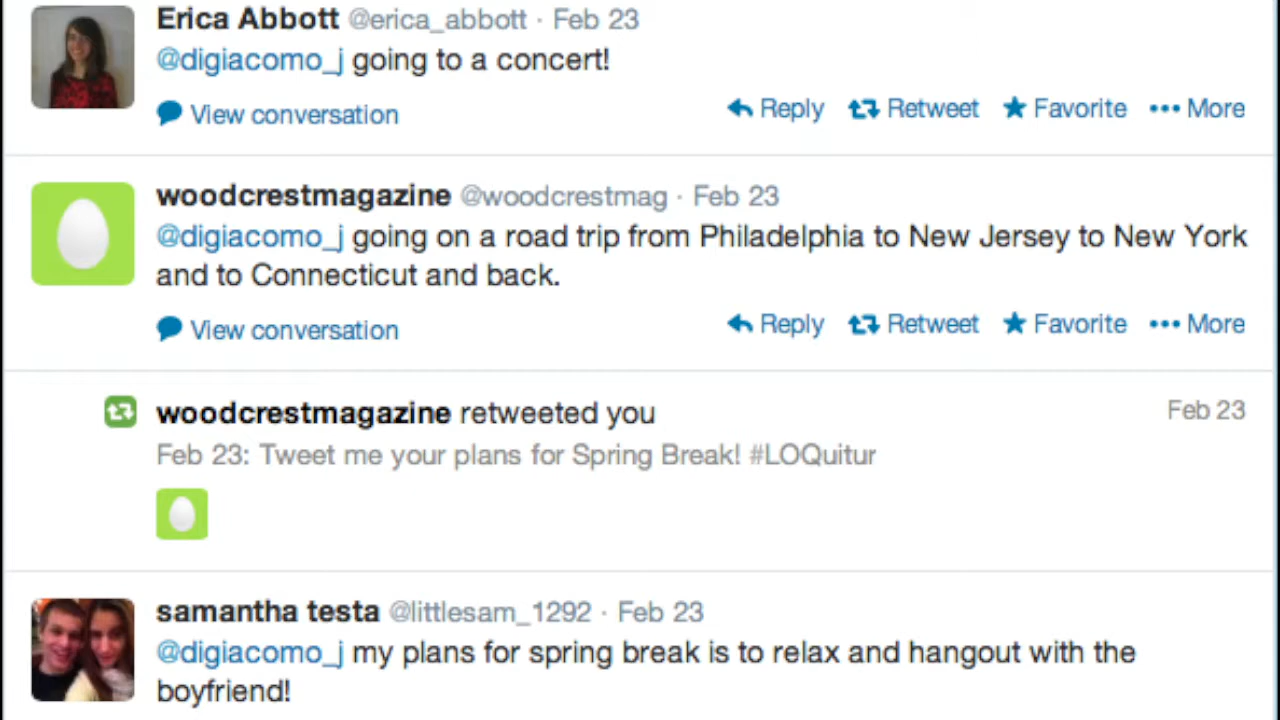 Erica Abbott @erica_abbott · Feb 23
@digiacomo_j going to a concert!
View conversation Reply Retweet Favorite More
woodcrestmagazine @woodcrestmag · Feb 23
@digiacomo_j going on a road trip from Philadelphia to New Jersey to New York
and to Connecticut and back.
View conversation Reply Retweet Favorite More
woodcrestmagazine retweeted you Feb 23
Feb 23: Tweet me your plans for Spring Break! #LOQuitur
samantha testa @littlesam_1292 · Feb 23
@digiacomo_j my plans for spring break is to relax and hangout with the
boyfriend!